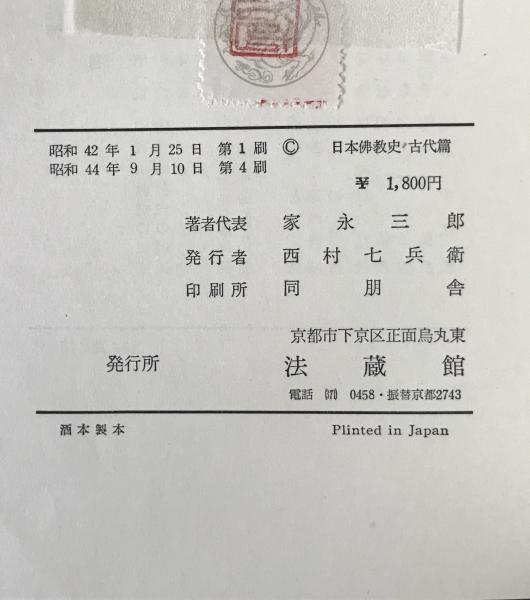 昭和 42 年 1 月 25 日 第 1 刷 © 日本佛教史・古代篇
昭和 44 年 9 月 10 日 第 4 刷
¥ 1,800円
著者代表 家永三郎
発行者 西村七兵衛
印刷所 同朋舎
京都市下京区正面烏丸東
発行所 法蔵館
電話 (37) 0458・振替京都2743
酒本製本 Plinted in Japan